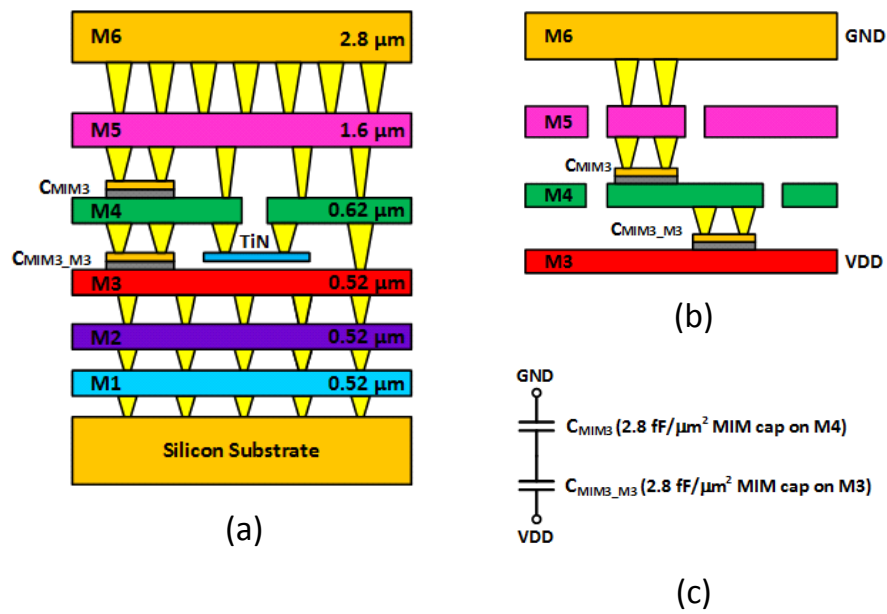 M6 2.8 µm
M5 1.6 µm
CMIM3
M4 0.62 µm
TiN
CMIM3_M3
M3 0.52 µm
M2 0.52 µm
M1 0.52 µm
Silicon Substrate
(a)
M6 GND
M5
CMIM3
M4
CMIM3_M3
M3 VDD
(b)
GND
CMIM3 (2.8 fF/µm² MIM cap on M4)
CMIM3_M3 (2.8 fF/µm² MIM cap on M3)
VDD
(c)